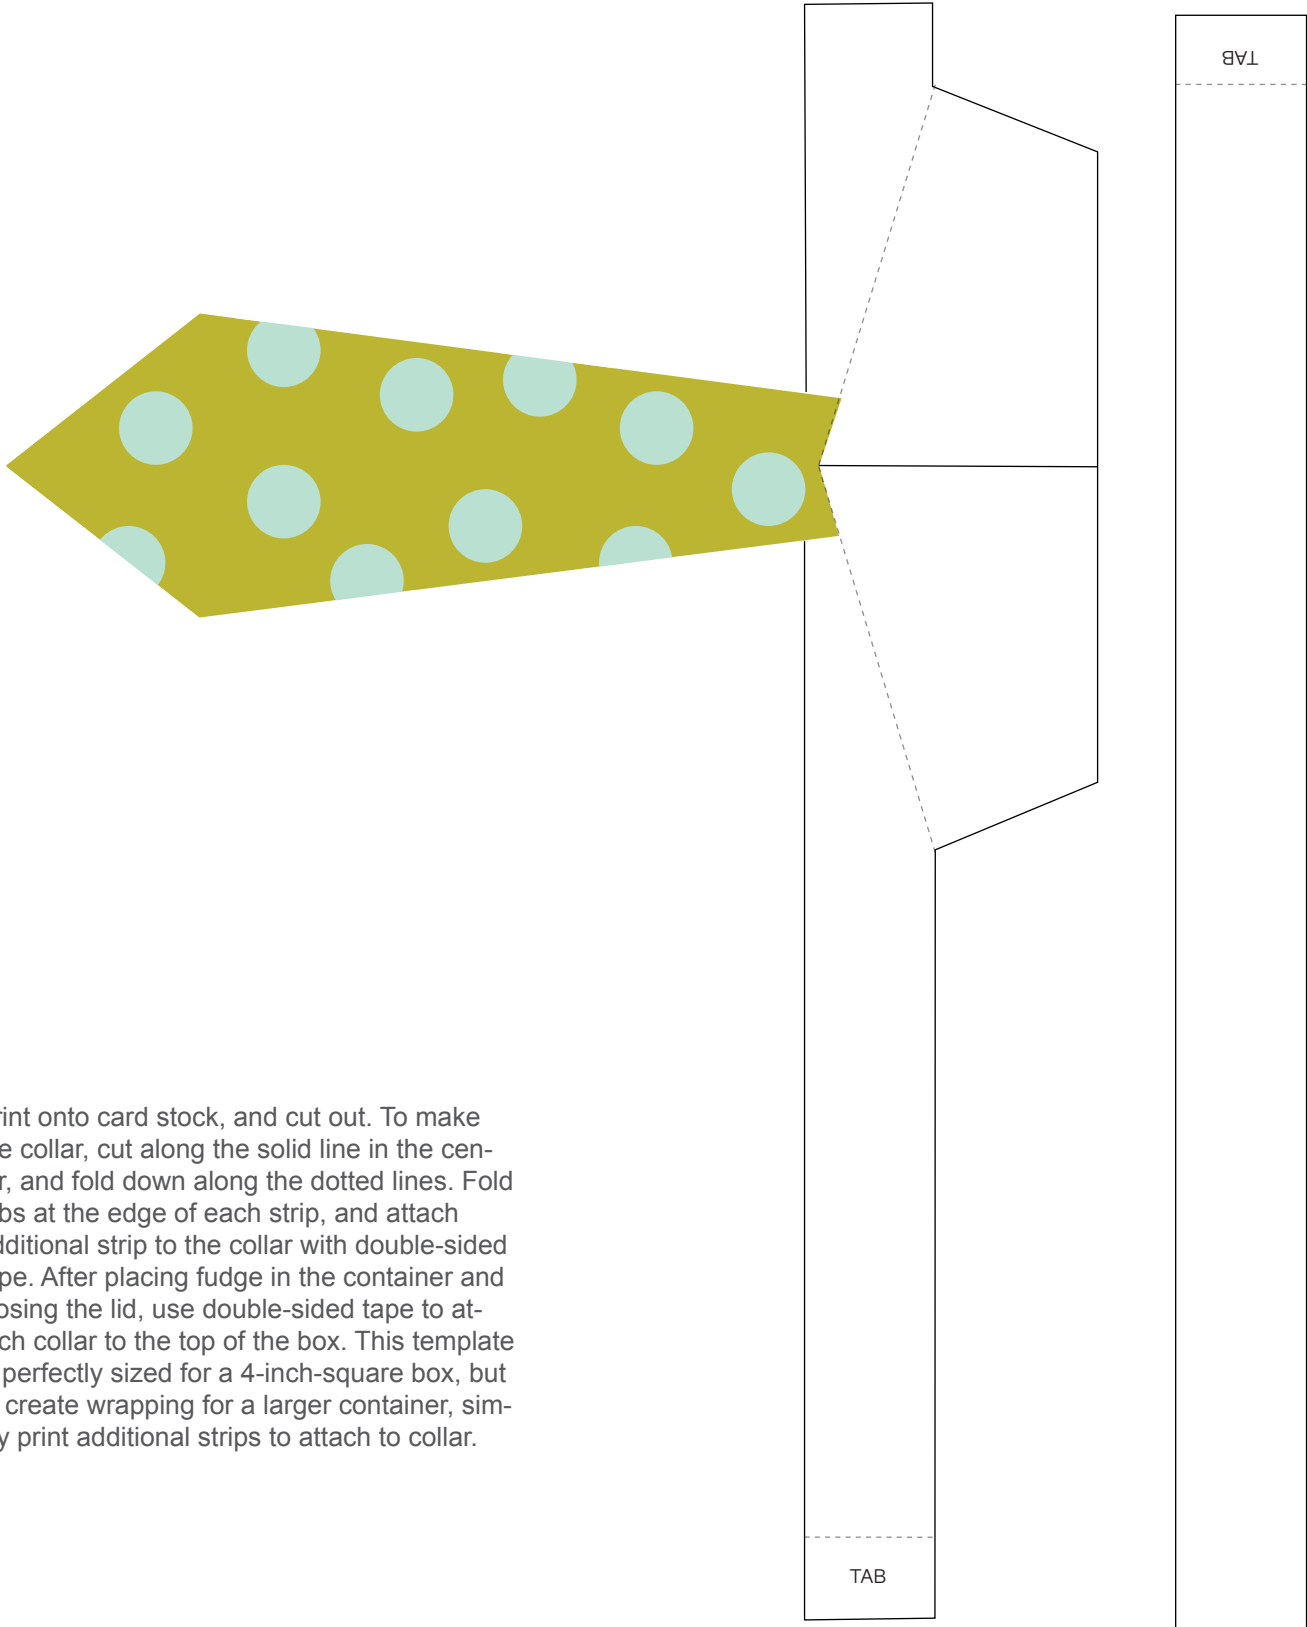 TAB
rint onto card stock, and cut out. To make
e collar, cut along the solid line in the cen-
r, and fold down along the dotted lines. Fold
bs at the edge of each strip, and attach
dditional strip to the collar with double-sided
pe. After placing fudge in the container and
osing the lid, use double-sided tape to at-
ch collar to the top of the box. This template
perfectly sized for a 4-inch-square box, but
create wrapping for a larger container, sim-
y print additional strips to attach to collar.
TAB